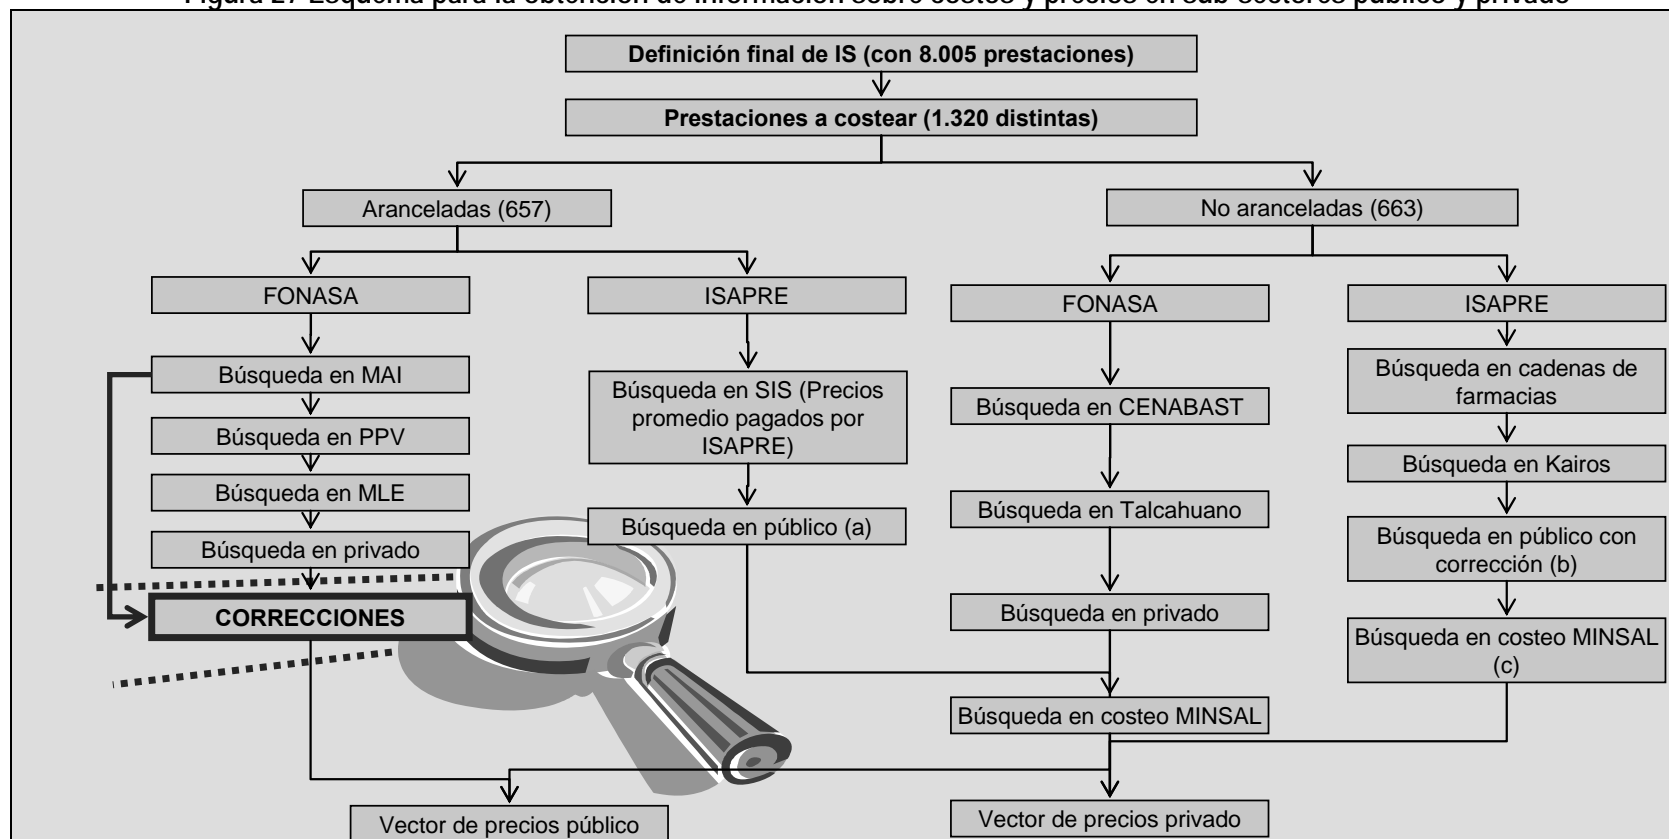 Figura 27 Esquema para la obtención de información sobre costos y precios en sub-sectores público y privado
Definición final de IS (con 8.005 prestaciones)
Prestaciones a costear (1.320 distintas)
Aranceladas (657)
No aranceladas (663)
FONASA
ISAPRE
FONASA
ISAPRE
Búsqueda en MAI
Búsqueda en PPV
Búsqueda en MLE
Búsqueda en privado
CORRECCIONES
Búsqueda en SIS (Precios
promedio pagados por
ISAPRE)
Búsqueda en público (a)
Búsqueda en CENABAST
Búsqueda en Talcahuano
Búsqueda en privado
Búsqueda en costeo MINSAL
Búsqueda en cadenas de
farmacias
Búsqueda en Kairos
Búsqueda en público con
corrección (b)
Búsqueda en costeo MINSAL
(c)
Vector de precios público
Vector de precios privado